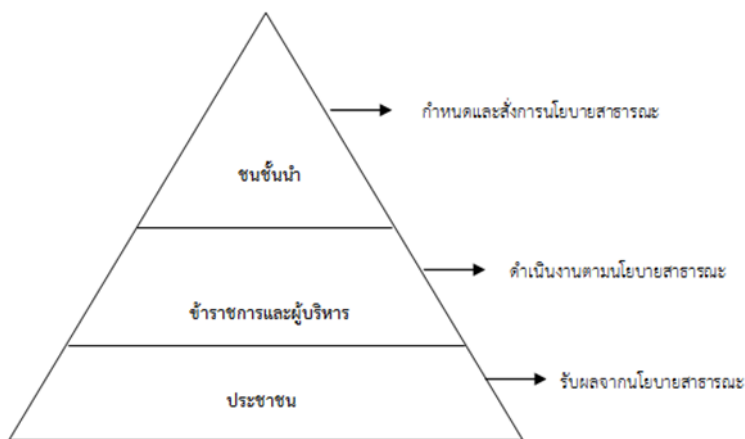 กำหนดและสั่งการนโยบายสาธารณะ
ชนชั้นนำ
ดำเนินงานตามนโยบายสาธารณะ
ข้าราชการและผู้บริหาร
รับผลจากนโยบายสาธารณะ
ประชาชน